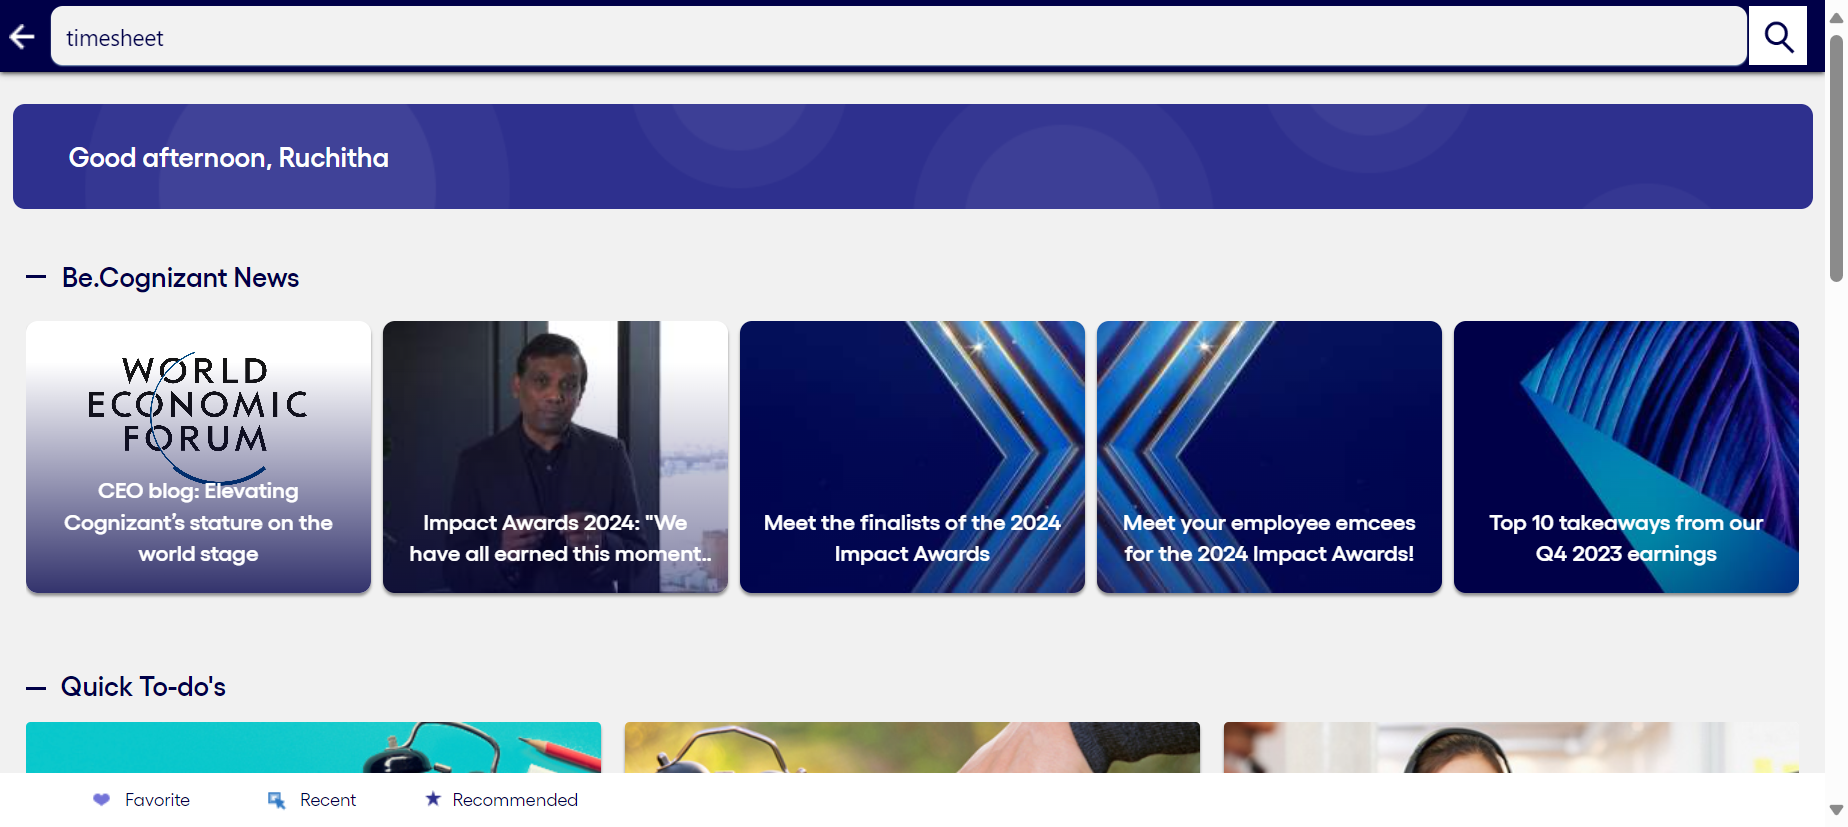 timesheet
Good afternoon, Ruchitha
Be.Cognizant News
WORLD
ECONOMIC
FORUM
CEO blog: Elevating
Cognizant’s stature on the
world stage
Impact Awards 2024: "We
have all earned this moment..
Meet the finalists of the 2024
Impact Awards
Meet your employee emcees
for the 2024 Impact Awards!
Top 10 takeaways from our
Q4 2023 earnings
Quick To-do's
Favorite
Recent
Recommended